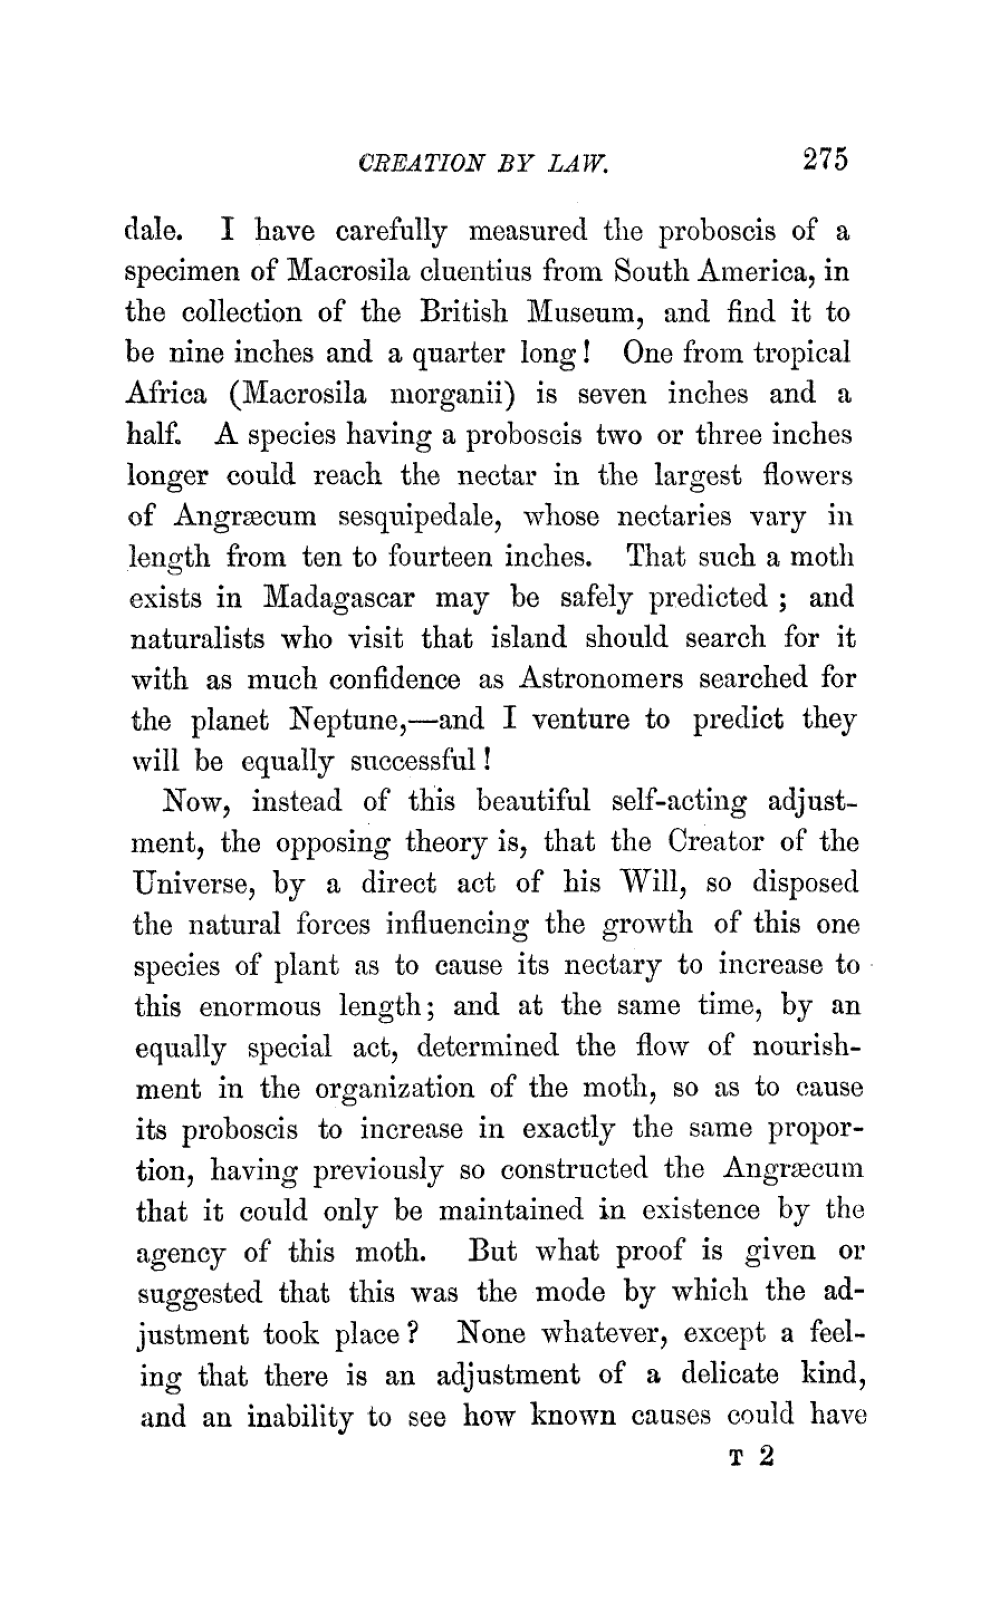 CREATION BY LAW. 275
dale. I have carefully measured the proboscis of a
specimen of Macrosila cluentius from South America, in
the collection of the British Museum, and find it to
be nine inches and a quarter long! One from tropical
Africa (Macrosila morganii) is seven inches and a
half. A species having a proboscis two or three inches
longer could reach the nectar in the largest flowers
of Angræcum sesquipedale, whose nectaries vary in
length from ten to fourteen inches. That such a moth
exists in Madagascar may be safely predicted ; and
naturalists who visit that island should search for it
with as much confidence as Astronomers searched for
the planet Neptune,—and I venture to predict they
will be equally successful!
Now, instead of this beautiful self-acting adjust-
ment, the opposing theory is, that the Creator of the
Universe, by a direct act of his Will, so disposed
the natural forces influencing the growth of this one
species of plant as to cause its nectary to increase to
this enormous length; and at the same time, by an
equally special act, determined the flow of nourish-
ment in the organization of the moth, so as to cause
its proboscis to increase in exactly the same propor-
tion, having previously so constructed the Angræcum
that it could only be maintained in existence by the
agency of this moth. But what proof is given or
suggested that this was the mode by which the ad-
justment took place? None whatever, except a feel-
ing that there is an adjustment of a delicate kind,
and an inability to see how known causes could have
T 2